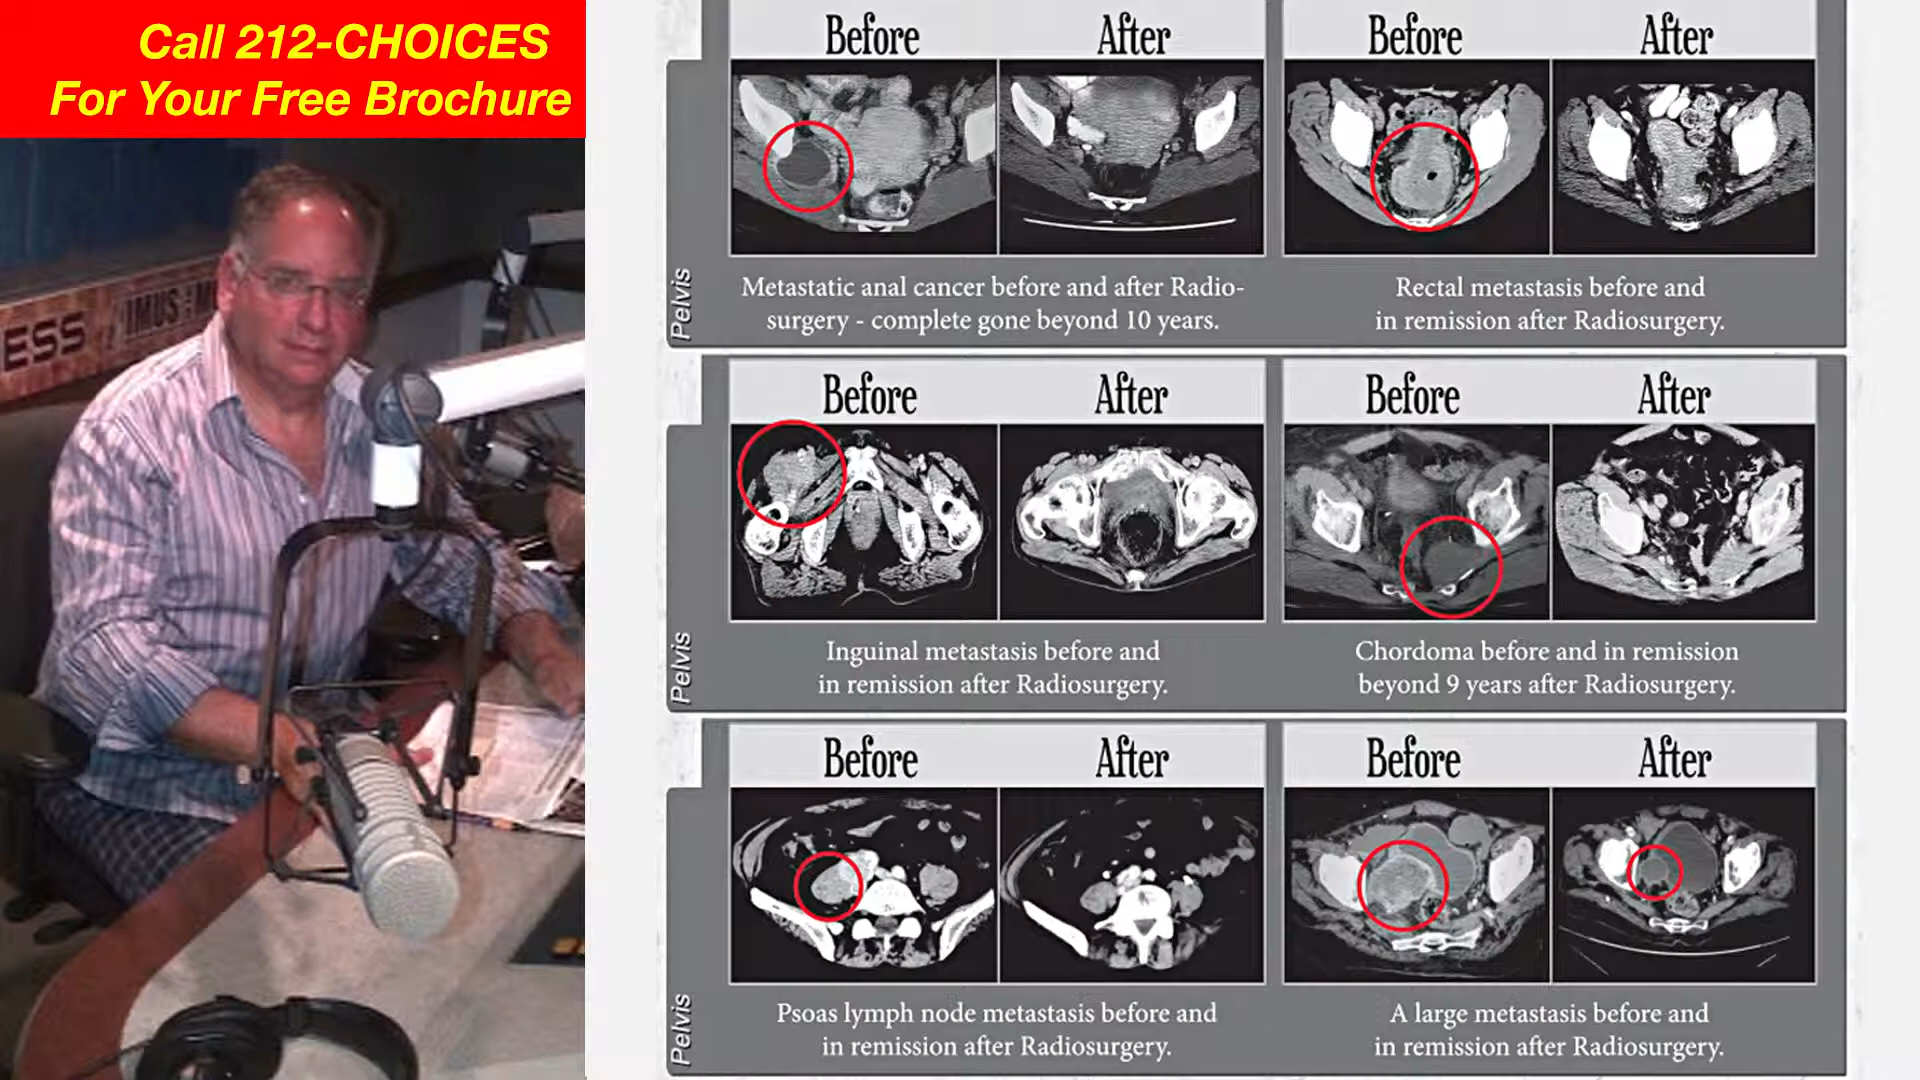 Call 212-CHOICES
For Your Free Brochure
ESS
IMUS
Before After
Before After
Pelvis
Metastatic anal cancer before and after Radio-
surgery - complete gone beyond 10 years.
Rectal metastasis before and
in remission after Radiosurgery.
Before After
Before After
Pelvis
Inguinal metastasis before and
in remission after Radiosurgery.
Chordoma before and in remission
beyond 9 years after Radiosurgery.
Before After
Before After
Pelvis
Psoas lymph node metastasis before and
in remission after Radiosurgery.
A large metastasis before and
in remission after Radiosurgery.